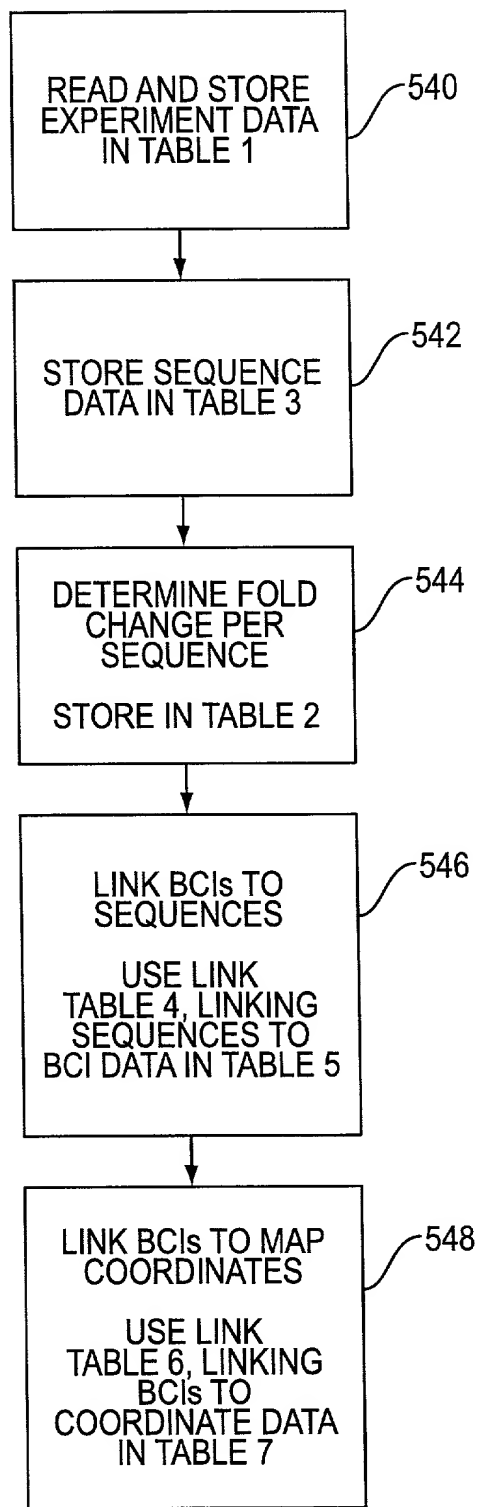 READ AND STORE
EXPERIMENT DATA
IN TABLE 1
540
STORE SEQUENCE
DATA IN TABLE 3
542
DETERMINE FOLD
CHANGE PER
SEQUENCE
STORE IN TABLE 2
544
LINK BCIs TO
SEQUENCES
USE LINK
TABLE 4, LINKING
SEQUENCES TO
BCI DATA IN TABLE 5
546
LINK BCIs TO MAP
COORDINATES
USE LINK
TABLE 6, LINKING
BCIs TO
COORDINATE DATA
IN TABLE 7
548